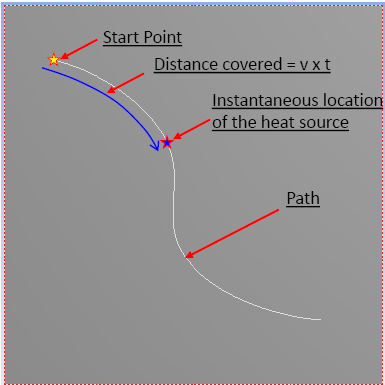 Start Point
Distance covered = v x t
Instantaneous location
of the heat source
Path